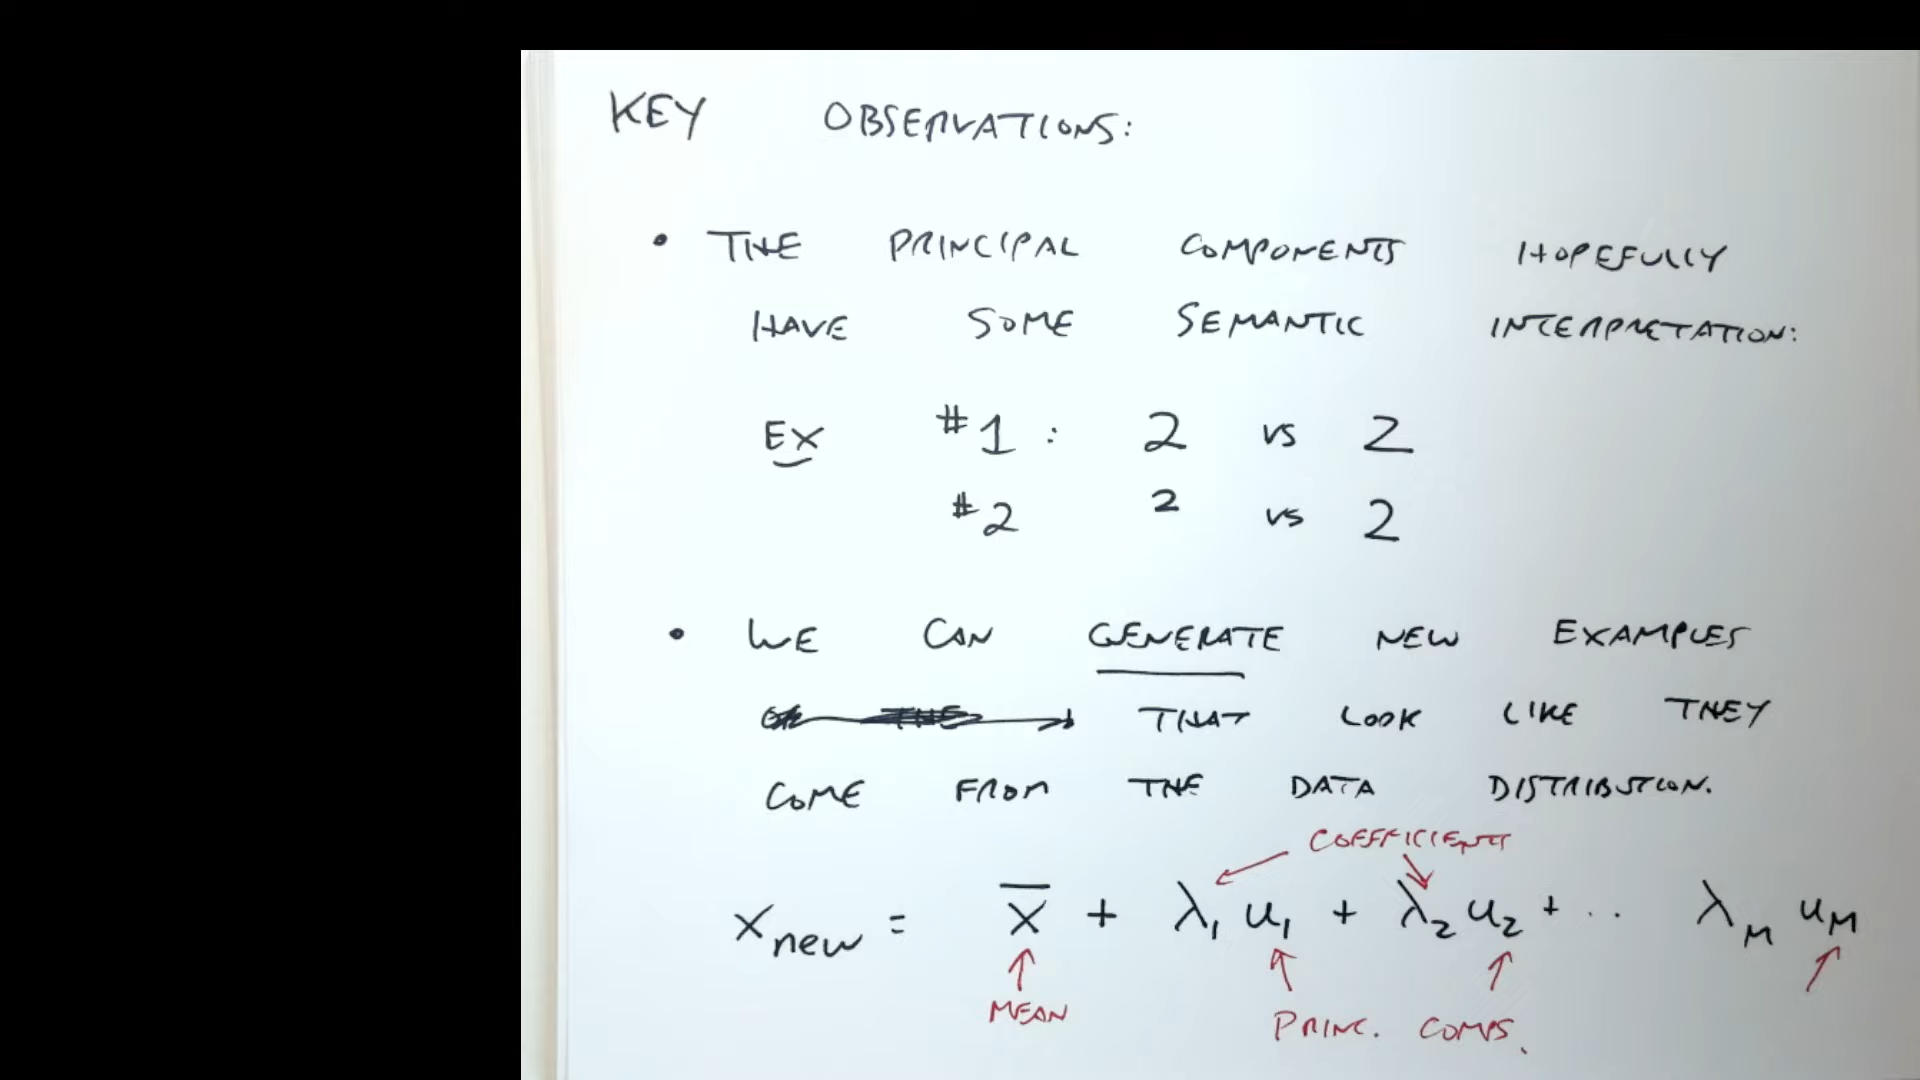 KEY OBSERVATIONS:
• THE PRINCIPAL COMPONENTS HOPEFULLY
HAVE SOME SEMANTIC INTERPRETATION:
EX #1: 2 vs 2
#2 2 vs 2
• WE CAN GENERATE NEW EXAMPLES
THAT LOOK LIKE THEY
COME FROM THE DATA DISTRIBUTION.
COEFFICIENTS
x_new = x̄ + λ₁ u₁ + λ₂ u₂ + .. λ_M u_M
MEAN
PRINC. COMPS.